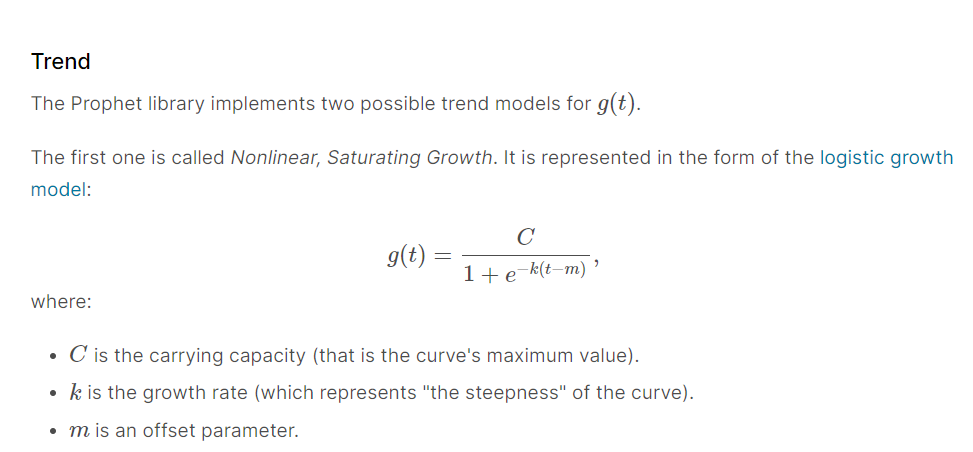 Trend
The Prophet library implements two possible trend models for g(t).
The first one is called Nonlinear, Saturating Growth. It is represented in the form of the logistic growth
model:
g(t) = C / (1 + e^{-k(t-m)}),
where:
• C is the carrying capacity (that is the curve's maximum value).
• k is the growth rate (which represents "the steepness" of the curve).
• m is an offset parameter.